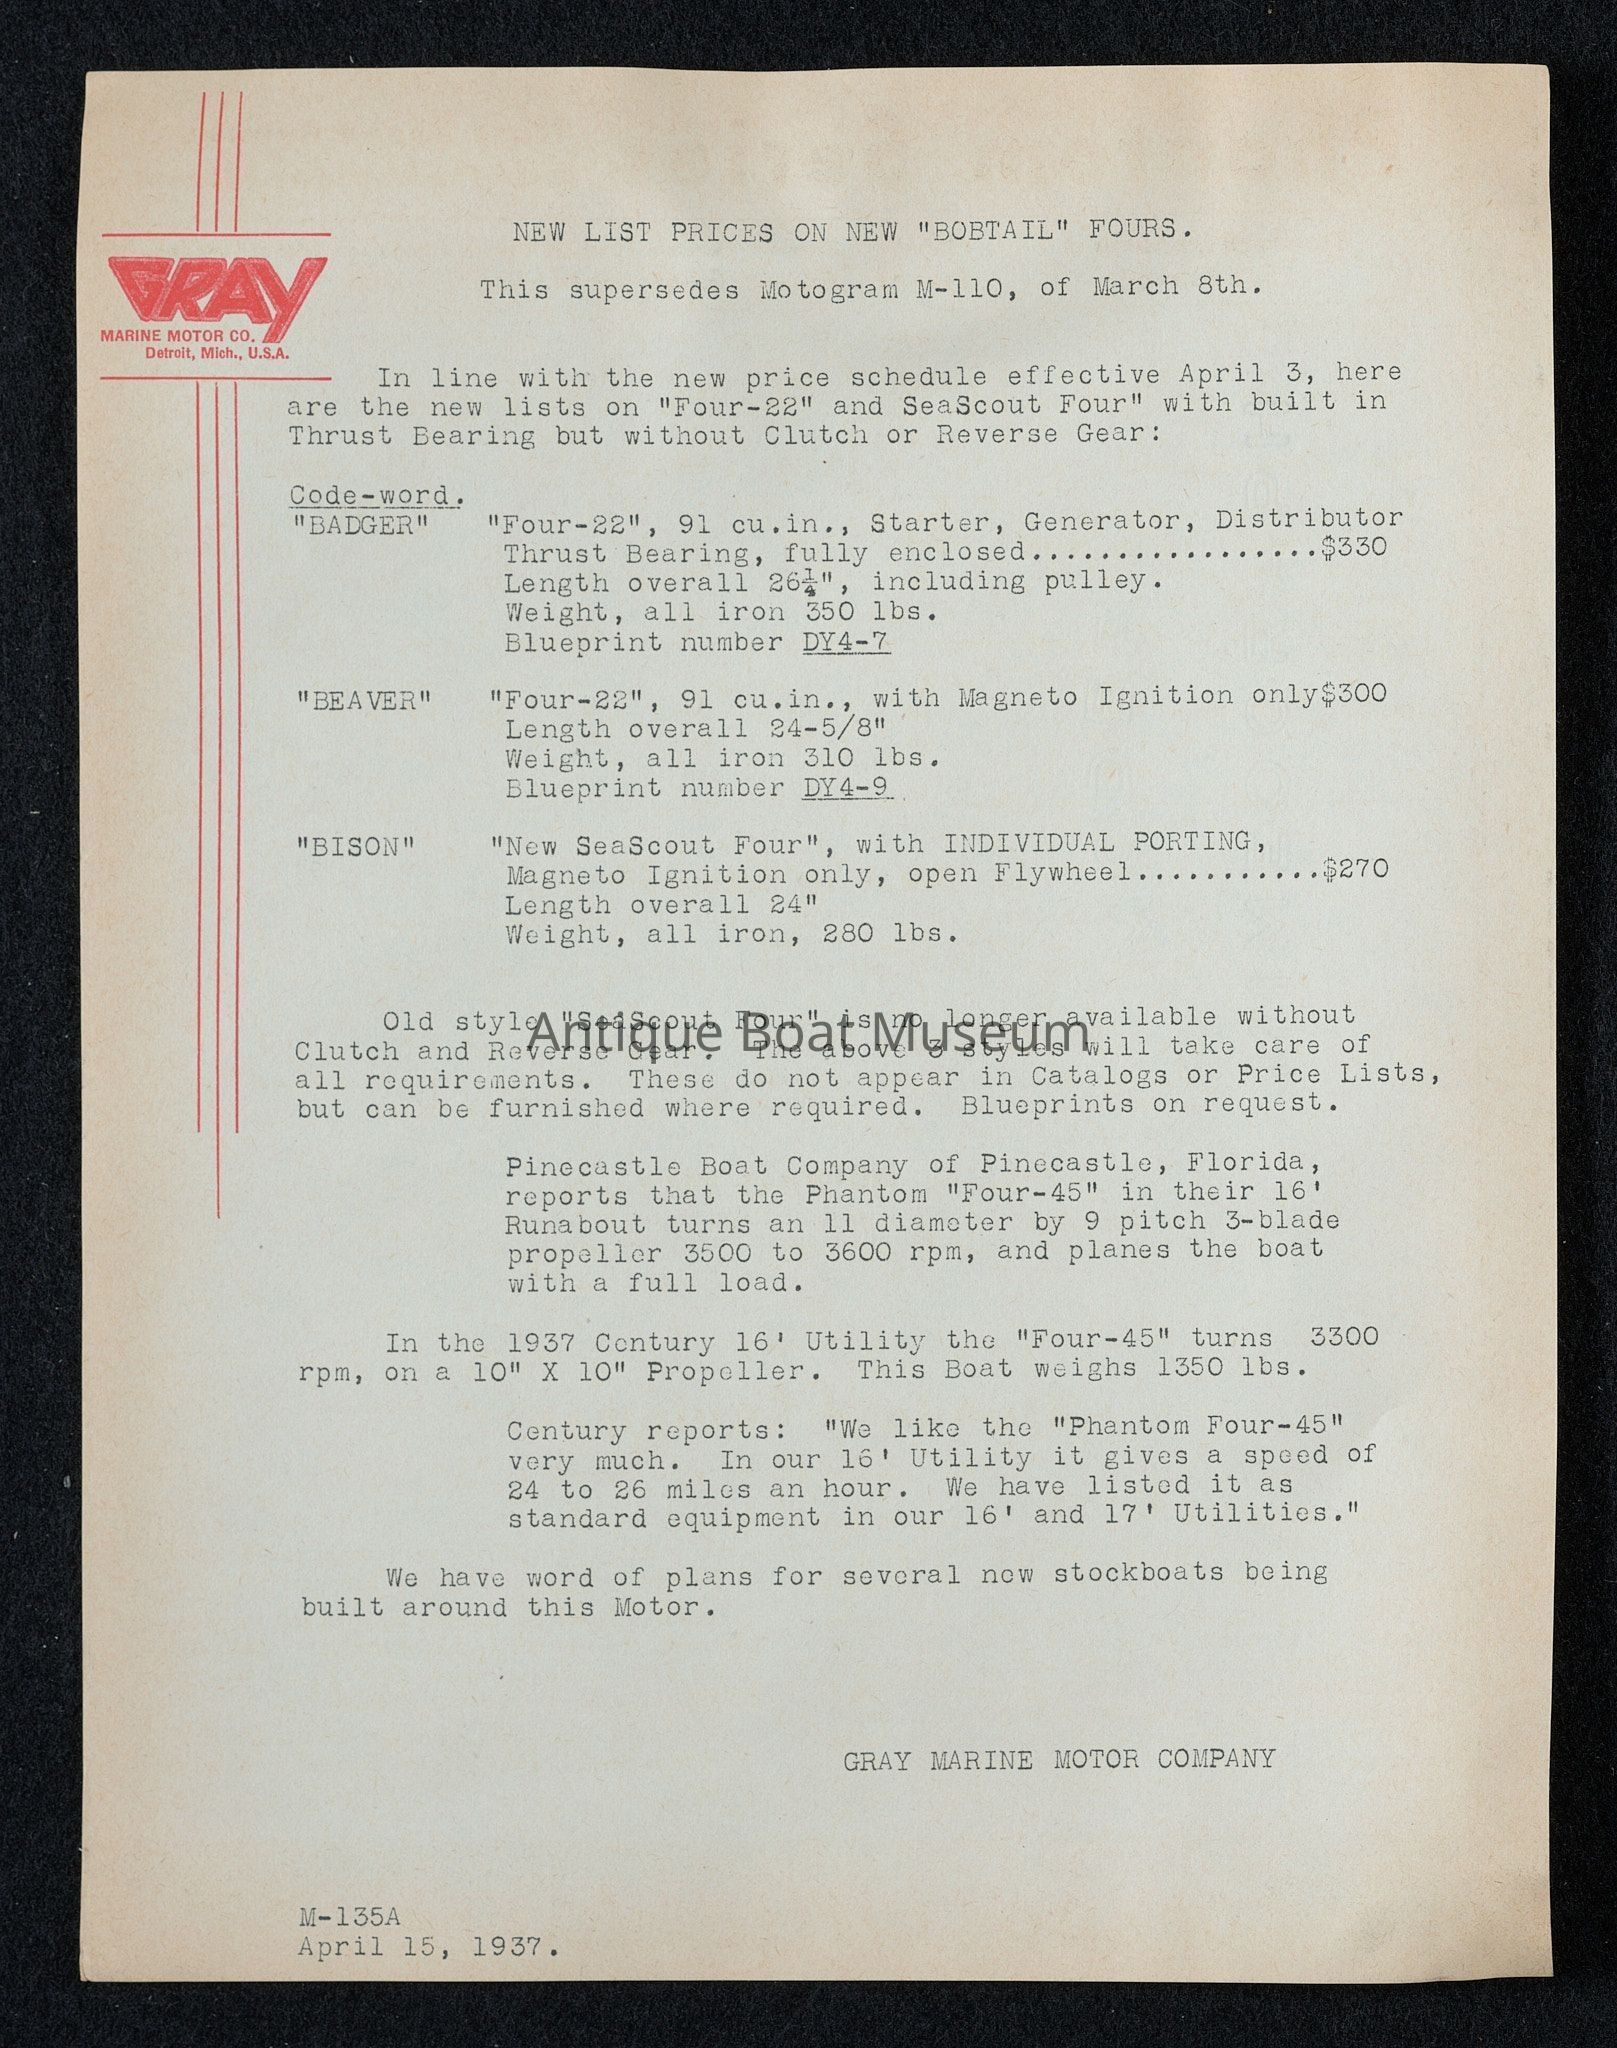 NEW LIST PRICES ON NEW "BOBTAIL" FOURS.
This supersedes Motogram M-110, of March 8th.
GRAY
MARINE MOTOR CO.
Detroit, Mich., U.S.A.
In line with the new price schedule effective April 3, here
are the new lists on "Four-22" and SeaScout Four" with built in
Thrust Bearing but without Clutch or Reverse Gear:
Code-word.
"BADGER" "Four-22", 91 cu.in., Starter, Generator, Distributor
Thrust Bearing, fully enclosed.................$330
Length overall 26¼", including pulley.
Weight, all iron 350 lbs.
Blueprint number DY4-7
"BEAVER" "Four-22", 91 cu.in., with Magneto Ignition only$300
Length overall 24-5/8"
Weight, all iron 310 lbs.
Blueprint number DY4-9
"BISON" "New SeaScout Four", with INDIVIDUAL PORTING,
Magneto Ignition only, open Flywheel...........$270
Length overall 24"
Weight, all iron, 280 lbs.
Old style "SeaScout Four" is no longer available without
Clutch and Reverse Gear. The above 3 styles will take care of
all requirements. These do not appear in Catalogs or Price Lists,
but can be furnished where required. Blueprints on request.
Antique Boat Museum
Pinecastle Boat Company of Pinecastle, Florida,
reports that the Phantom "Four-45" in their 16'
Runabout turns an 11 diameter by 9 pitch 3-blade
propeller 3500 to 3600 rpm, and planes the boat
with a full load.
In the 1937 Century 16' Utility the "Four-45" turns 3300
rpm, on a 10" X 10" Propeller. This Boat weighs 1350 lbs.
Century reports: "We like the "Phantom Four-45"
very much. In our 16' Utility it gives a speed of
24 to 26 miles an hour. We have listed it as
standard equipment in our 16' and 17' Utilities."
We have word of plans for several new stockboats being
built around this Motor.
GRAY MARINE MOTOR COMPANY
M-135A
April 15, 1937.